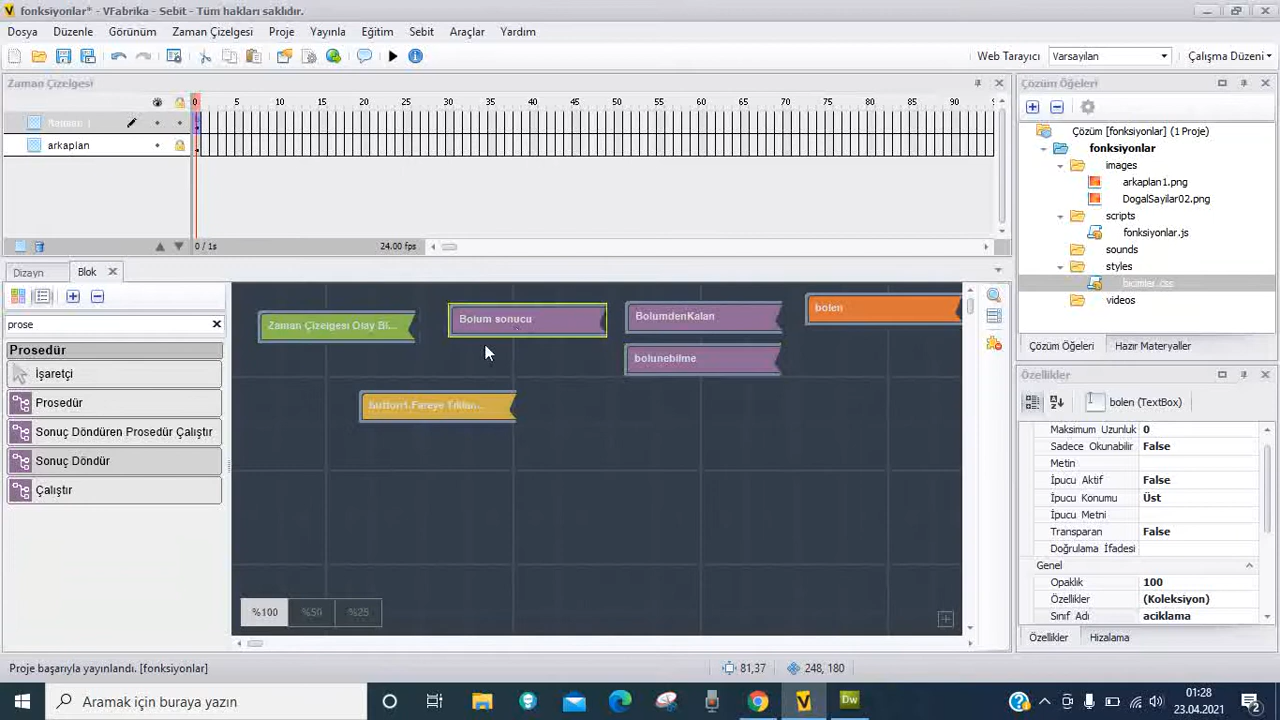 fonksiyonlar* - VFabrika - Sebit - Tüm hakları saklıdır.
Dosya Düzenle Görünüm Zaman Çizelgesi Proje Yayınla Eğitim Sebit Araçlar Yardım
Web Tarayıcı Varsayılan Çalışma Düzeni
Zaman Çizelgesi
0 5 10 15 20 25 30 35 40 45 50 55 60 65 70 75 80 85 90
arkaplan
0 / 1s 24.00 fps
Dizayn Blok
prose
Prosedür
İşaretçi
Prosedür
Sonuç Döndüren Prosedür Çalıştır
Sonuç Döndür
Çalıştır
Zaman Çizelgesi Olay Bi...
Bolum sonucu
BolumdenKalan
bolen
bolunebilme
button1.Fareye Tıklan...
%100 %50 %25
Çözüm Öğeleri
Çözüm [fonksiyonlar] (1 Proje)
fonksiyonlar
images
arkaplan1.png
DogalSayilar02.png
scripts
fonksiyonlar.js
sounds
styles
bicimler.css
videos
Çözüm Öğeleri Hazır Materyaller
Özellikler
bolen (TextBox)
Maksimum Uzunluk 0
Sadece Okunabilir False
Metin
İpucu Aktif False
İpucu Konumu Üst
İpucu Metni
Transparan False
Doğrulama İfadesi
Genel
Opaklık 100
Özellikler (Koleksiyon)
Sınıf Adı aciklama
Özellikler Hizalama
Proje başarıyla yayınlandı. [fonksiyonlar] 81,37 248, 180
Aramak için buraya yazın
Dw
01:28
23.04.2021
2